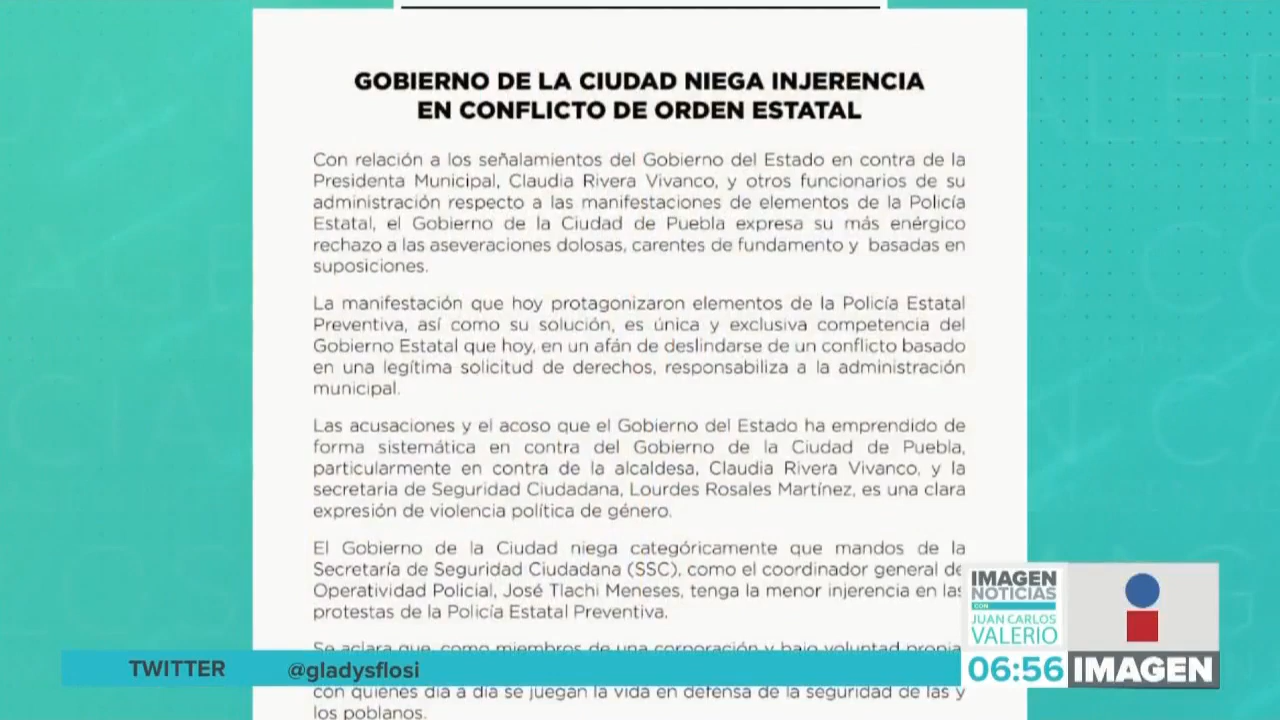 GOBIERNO DE LA CIUDAD NIEGA INJERENCIA
EN CONFLICTO DE ORDEN ESTATAL
Con relación a los señalamientos del Gobierno del Estado en contra de la
Presidenta Municipal, Claudia Rivera Vivanco, y otros funcionarios de su
administración respecto a las manifestaciones de elementos de la Policía
Estatal, el Gobierno de la Ciudad de Puebla expresa su más enérgico
rechazo a las aseveraciones dolosas, carentes de fundamento y basadas en
suposiciones.
La manifestación que hoy protagonizaron elementos de la Policía Estatal
Preventiva, así como su solución, es única y exclusiva competencia del
Gobierno Estatal que hoy, en un afán de deslindarse de un conflicto basado
en una legítima solicitud de derechos, responsabiliza a la administración
municipal.
Las acusaciones y el acoso que el Gobierno del Estado ha emprendido de
forma sistemática en contra del Gobierno de la Ciudad de Puebla,
particularmente en contra de la alcaldesa, Claudia Rivera Vivanco, y la
secretaria de Seguridad Ciudadana, Lourdes Rosales Martínez, es una clara
expresión de violencia política de género.
El Gobierno de la Ciudad niega categóricamente que mandos de la
Secretaría de Seguridad Ciudadana (SSC), como el coordinador general de
Operatividad Policial, José Tlachi Meneses, tenga la menor injerencia en las
protestas de la Policía Estatal Preventiva.
Se aclara que, como miembros de una corporación y bajo voluntad propia,
con quienes día a día se juegan la vida en defensa de la seguridad de las y
los poblanos.
TWITTER @gladysflosi
IMAGEN
NOTICIAS
CON
JUAN CARLOS
VALERIO
06:56 IMAGEN